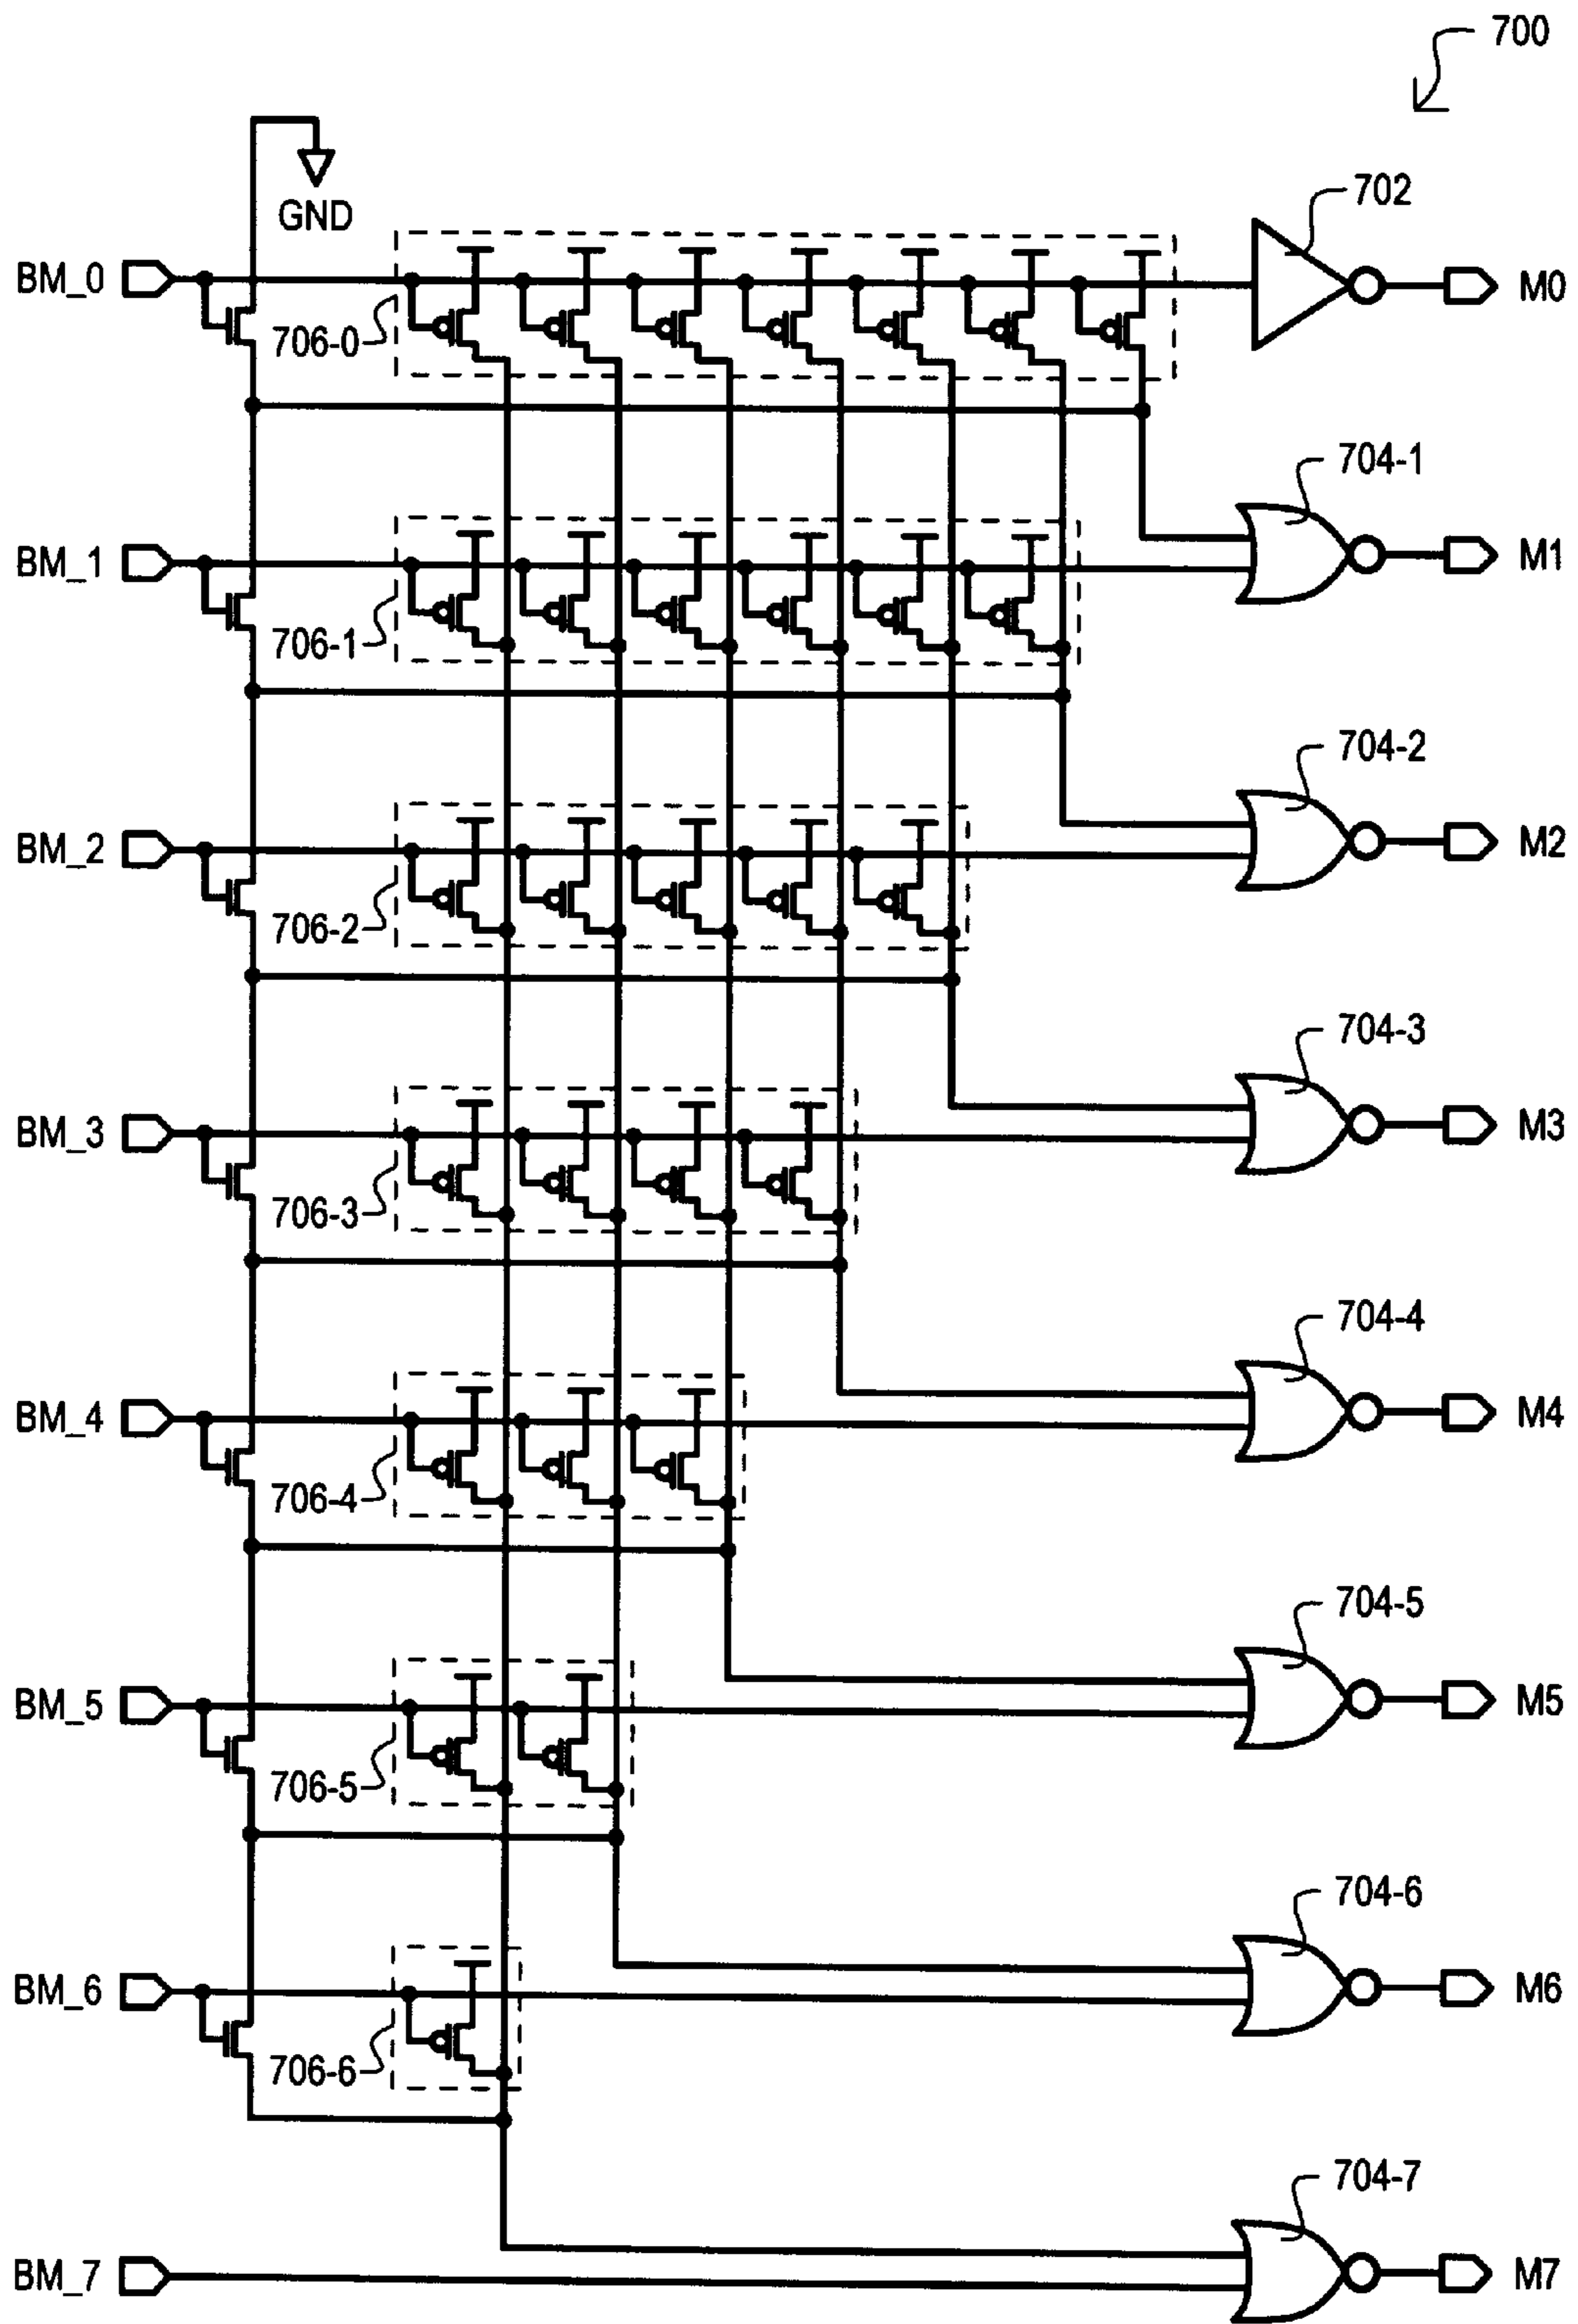 700
GND
702
BM_0
M0
706-0
704-1
BM_1
M1
706-1
704-2
BM_2
M2
706-2
704-3
BM_3
M3
706-3
704-4
BM_4
M4
706-4
704-5
BM_5
M5
706-5
704-6
BM_6
M6
706-6
704-7
BM_7
M7